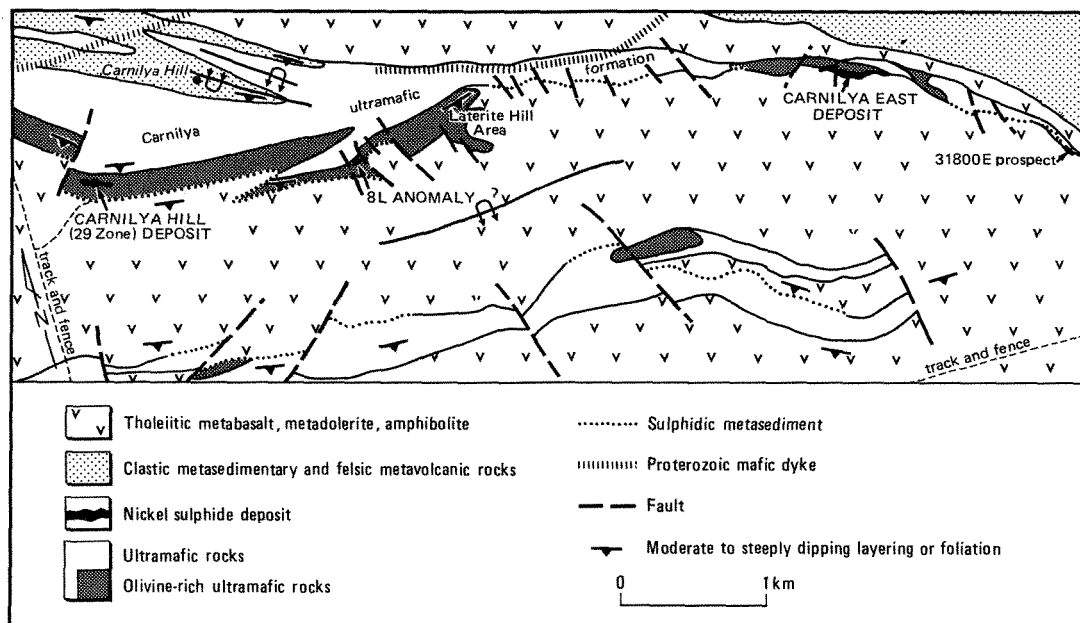 Carnilya Hill
formation
ultramafic
Carnilya
Laterite Hill
Area
CARNILYA EAST
DEPOSIT
31800E prospect
8L ANOMALY
?
CARNILYA HILL
(29 Zone) DEPOSIT
track and fence
N
track and fence
Tholeiitic metabasalt, metadolerite, amphibolite
Clastic metasedimentary and felsic metavolcanic rocks
Nickel sulphide deposit
Ultramafic rocks
Olivine-rich ultramafic rocks
Sulphidic metasediment
Proterozoic mafic dyke
Fault
Moderate to steeply dipping layering or foliation
0 1km